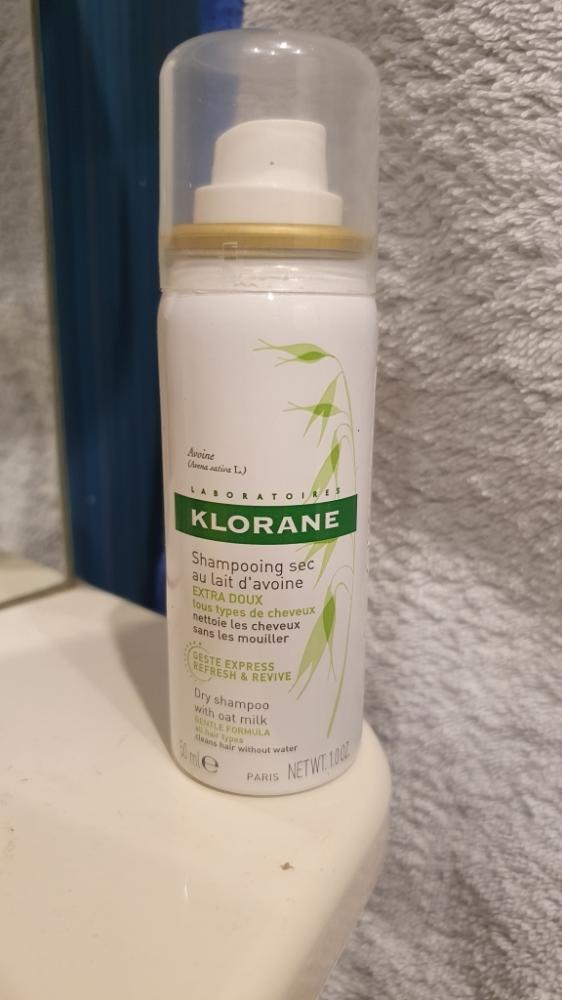 Avoine
(Avena sativa L.)
LABORATOIRES
KLORANE
Shampooing sec
au lait d'avoine
EXTRA DOUX
tous types de cheveux
nettoie les cheveux
sans les mouiller
GESTE EXPRESS
REFRESH & REVIVE
Dry shampoo
with oat milk
GENTLE FORMULA
all hair types
cleans hair without water
50 ml e PARIS NET WT. 1.0 OZ.